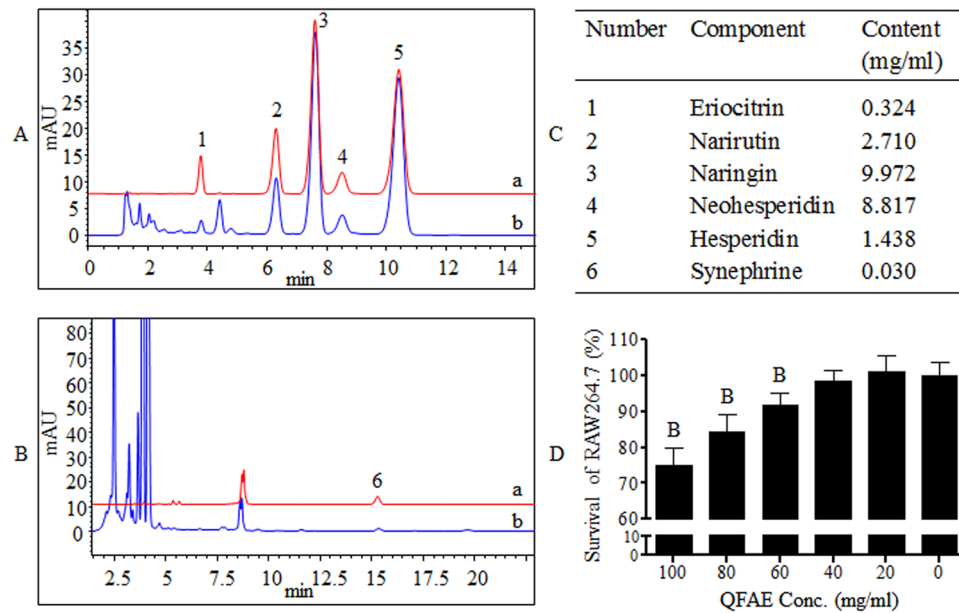 A
mAU
35
30
25
20
15
10
5
0
1
2
3
4
5
a
b
0 2 4 6 8 10 12 14
min
B
mAU
80
70
60
50
40
30
20
10
0
6
a
b
2.5 5 7.5 10 12.5 15 17.5 20
min
C
Number Component Content
(mg/ml)
1 Eriocitrin 0.324
2 Narirutin 2.710
3 Naringin 9.972
4 Neohesperidin 8.817
5 Hesperidin 1.438
6 Synephrine 0.030
D
Survival of RAW264.7 (%)
110
100
90
80
70
60
10
0
B B B
100 80 60 40 20 0
QFAE Conc. (mg/ml)